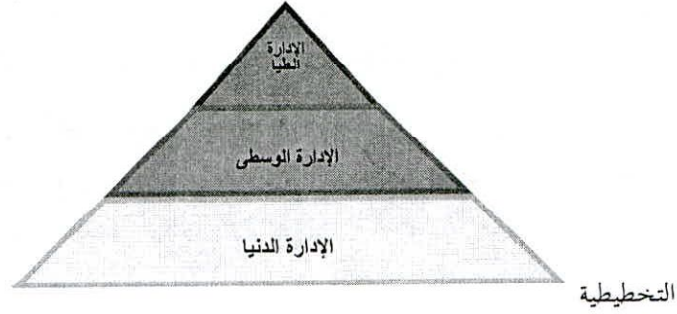 الإدارة
العليا
الإدارة الوسطى
الإدارة الدنيا
التخطيطية